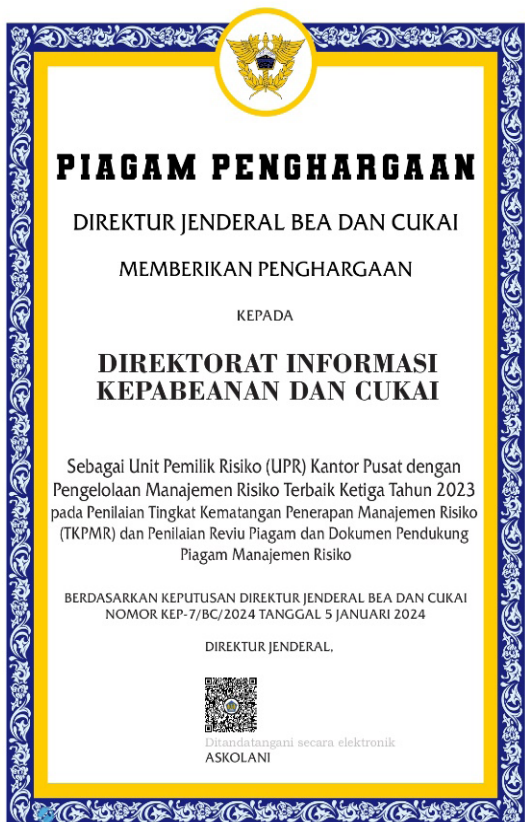 PIAGAM PENGHARGAAN
DIREKTUR JENDERAL BEA DAN CUKAI
MEMBERIKAN PENGHARGAAN
KEPADA
DIREKTORAT INFORMASI
KEPABEANAN DAN CUKAI
Sebagai Unit Pemilik Risiko (UPR) Kantor Pusat dengan
Pengelolaan Manajemen Risiko Terbaik Ketiga Tahun 2023
pada Penilaian Tingkat Kematangan Penerapan Manajemen Risiko
(TKPMR) dan Penilaian Reviu Piagam dan Dokumen Pendukung
Piagam Manajemen Risiko
BERDASARKAN KEPUTUSAN DIREKTUR JENDERAL BEA DAN CUKAI
NOMOR KEP-7/BC/2024 TANGGAL 5 JANUARI 2024
DIREKTUR JENDERAL,
Ditandatangani secara elektronik
ASKOLANI